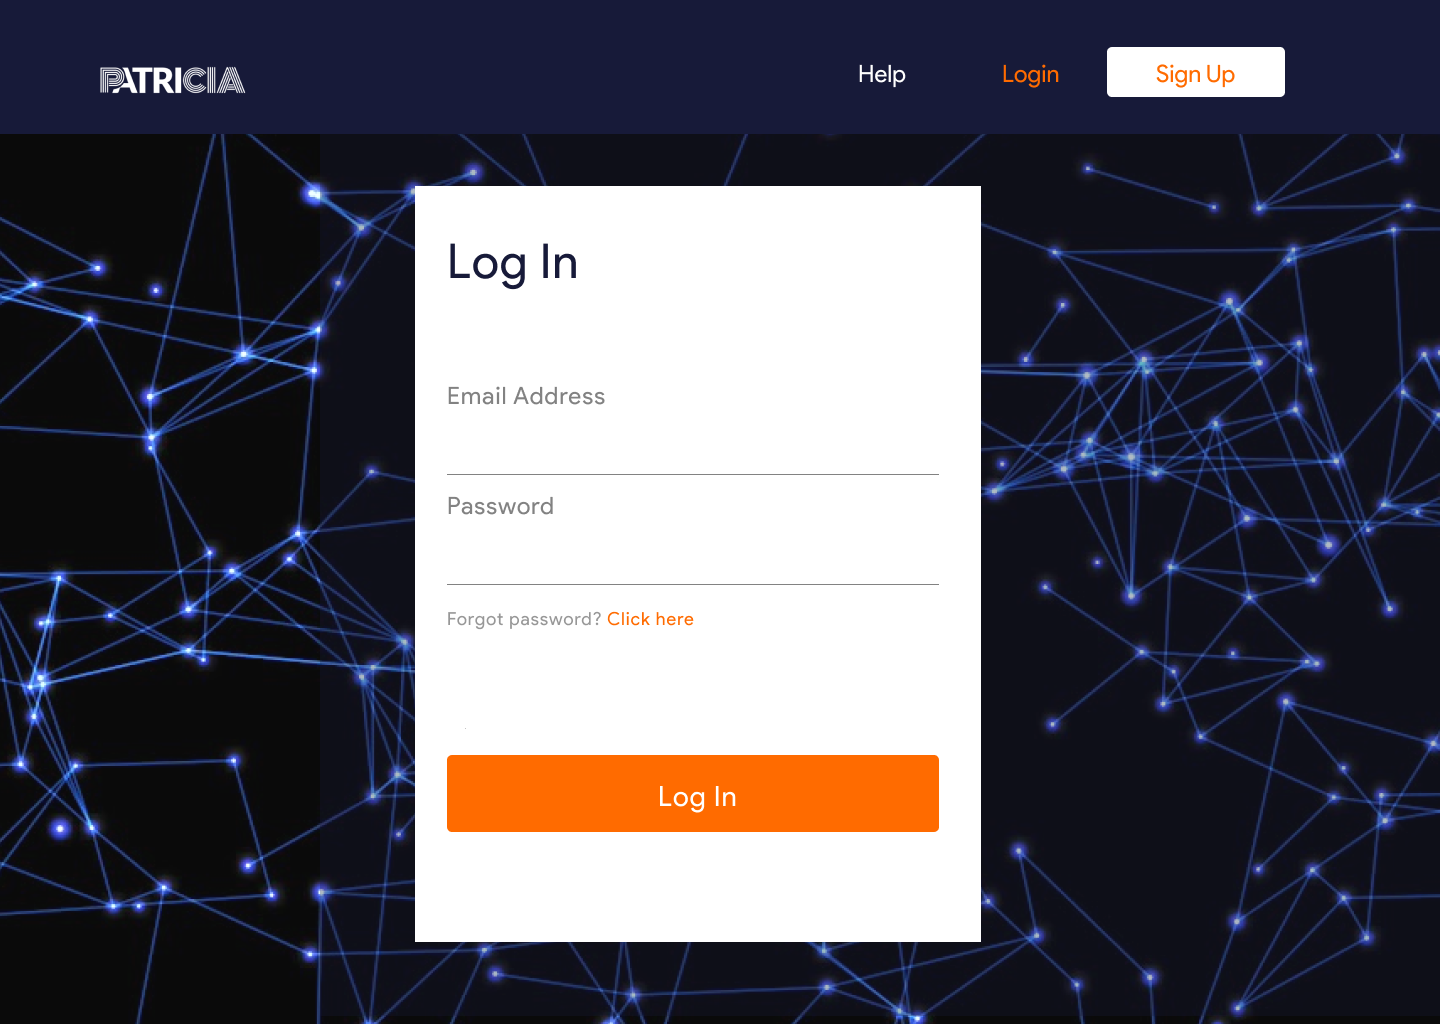 PATRICIA
Help
Login
Sign Up
Log In
Email Address
Password
Forgot password? Click here
Log In